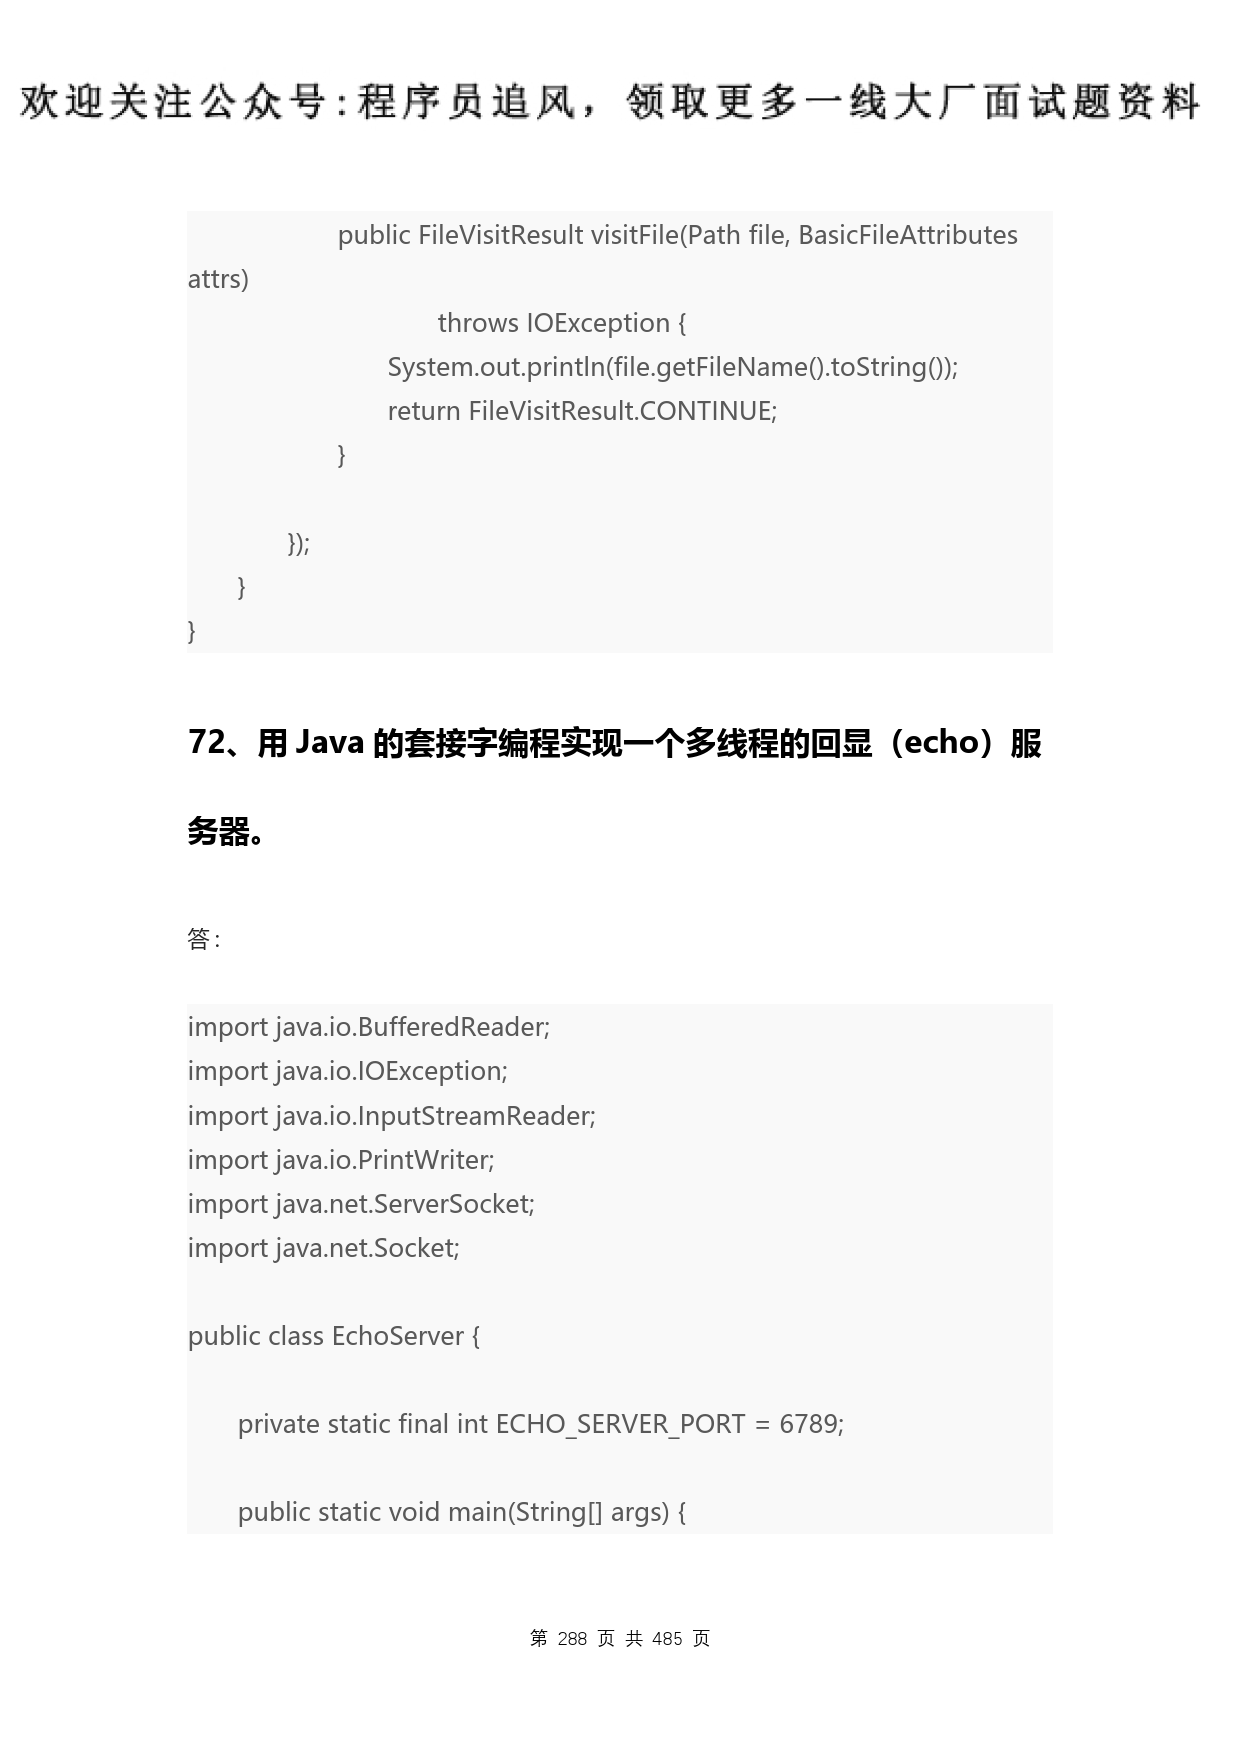 欢迎关注公众号:程序员追风，领取更多一线大厂面试题资料
public FileVisitResult visitFile(Path file, BasicFileAttributes
attrs)
throws IOException {
System.out.println(file.getFileName().toString());
return FileVisitResult.CONTINUE;
}
});
}
}
72、用 Java 的套接字编程实现一个多线程的回显（echo）服
务器。
答：
import java.io.BufferedReader;
import java.io.IOException;
import java.io.InputStreamReader;
import java.io.PrintWriter;
import java.net.ServerSocket;
import java.net.Socket;
public class EchoServer {
private static final int ECHO_SERVER_PORT = 6789;
public static void main(String[] args) {
第 288 页 共 485 页